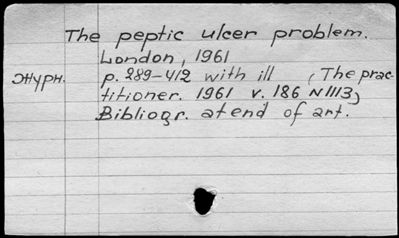 The peptic ulcer problem.
London, 1961
журн. p. 289-412 with ill (The prac-
titioner. 1961 v. 186 N 1113)
Bibliogr. at end of art.